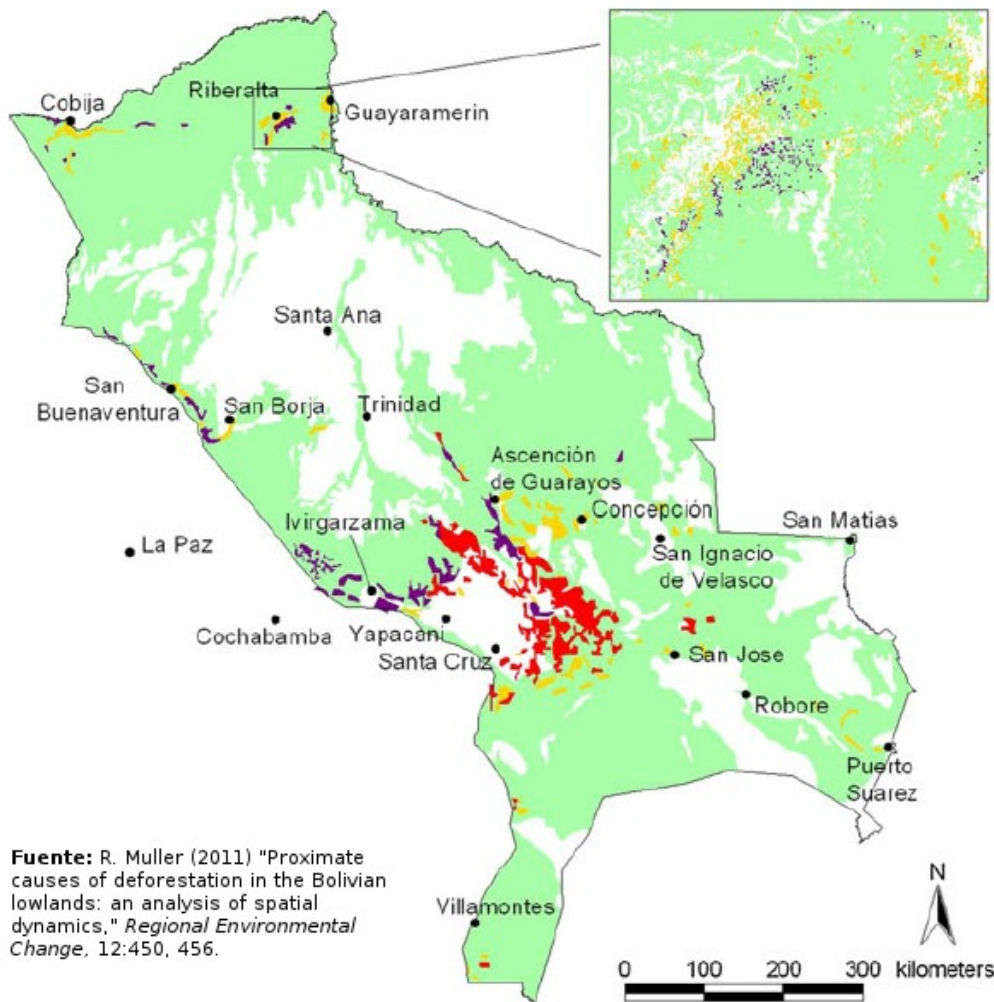 Cobija
Riberalta
Guayaramerin
Santa Ana
San
Buenaventura
San Borja
Trinidad
Ascención
de Guarayos
Concepción
Ivirgarzama
San Matias
La Paz
San Ignacio
de Velasco
Cochabamba
Yapacani
Santa Cruz
San Jose
Robore
Puerto
Suarez
Fuente: R. Muller (2011) "Proximate
causes of deforestation in the Bolivian
lowlands: an analysis of spatial
dynamics," Regional Environmental
Change, 12:450, 456.
Villamontes
N
0 100 200 300 kilometers